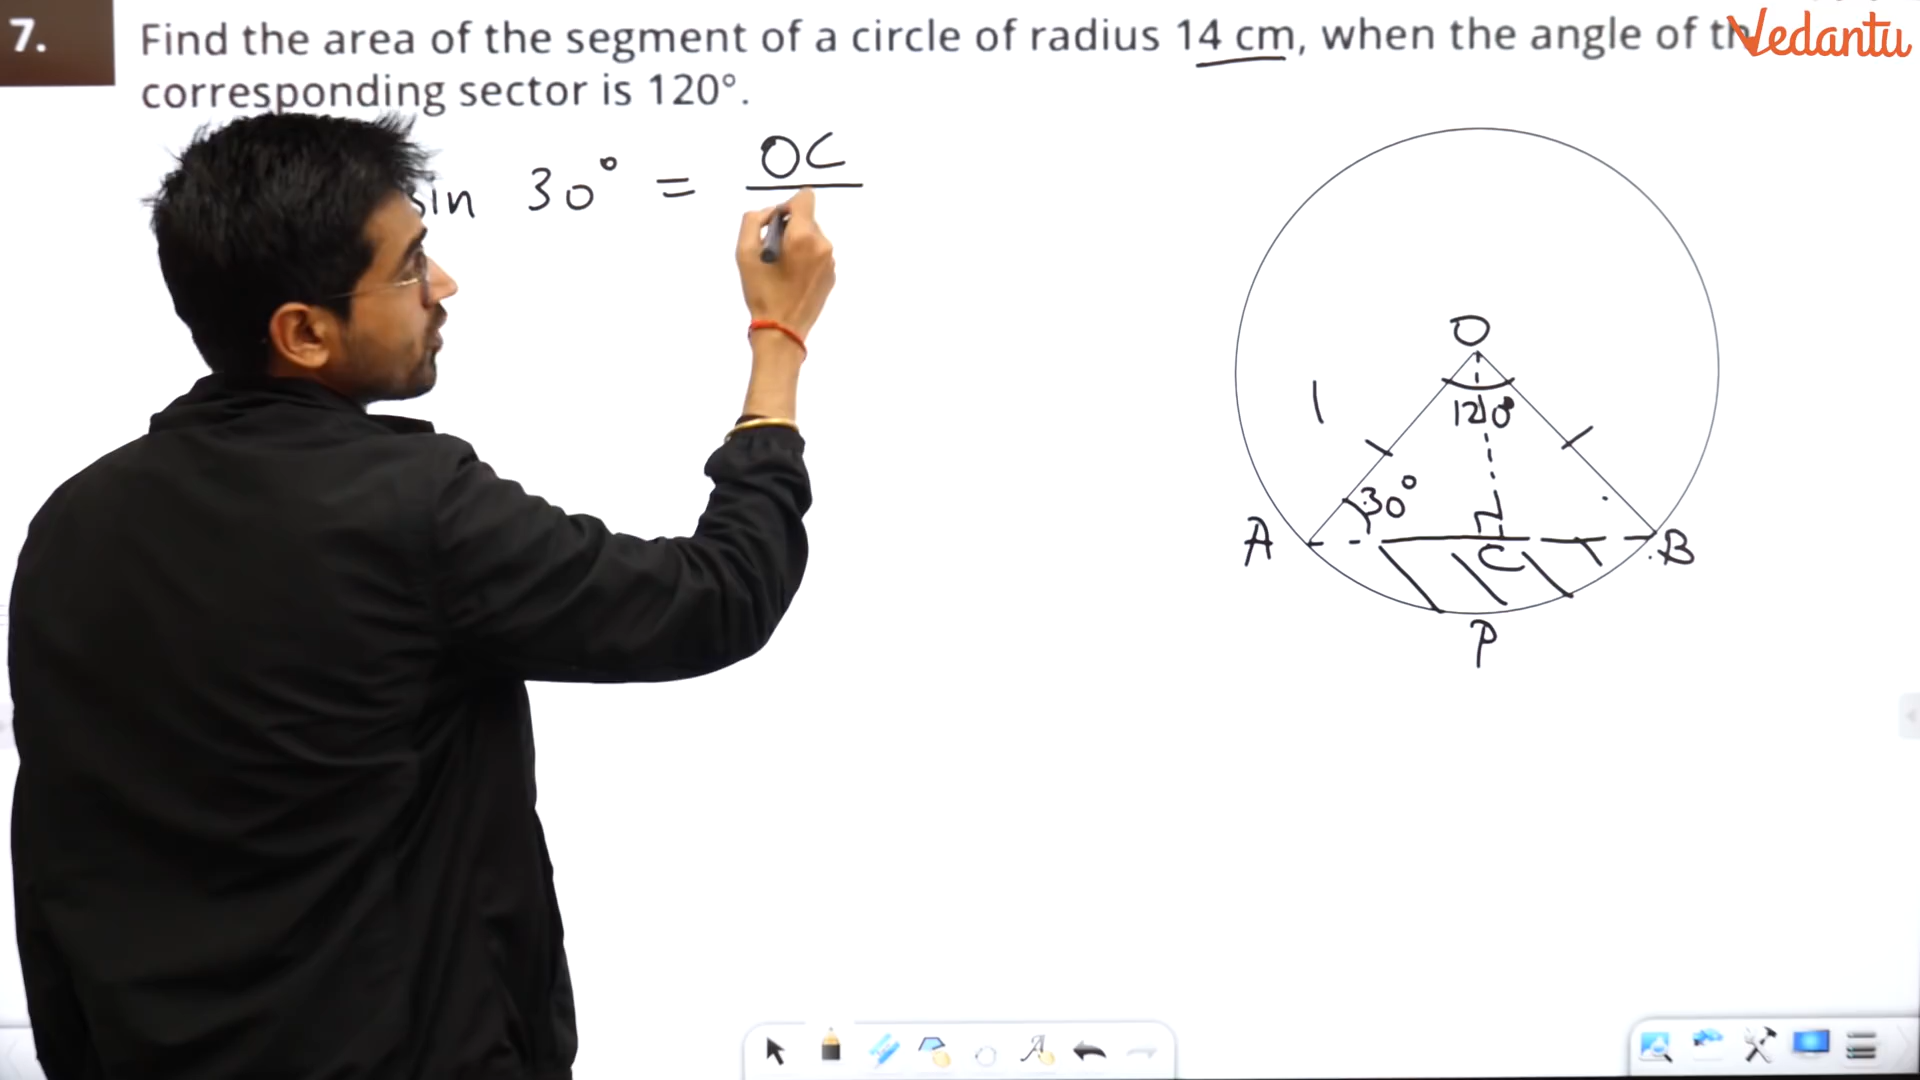 7.
Find the area of the segment of a circle of radius 14 cm, when the angle of th
Vedantu
corresponding sector is 120°.
sin 30° = OC
O
120°
30°
A
C
B
P